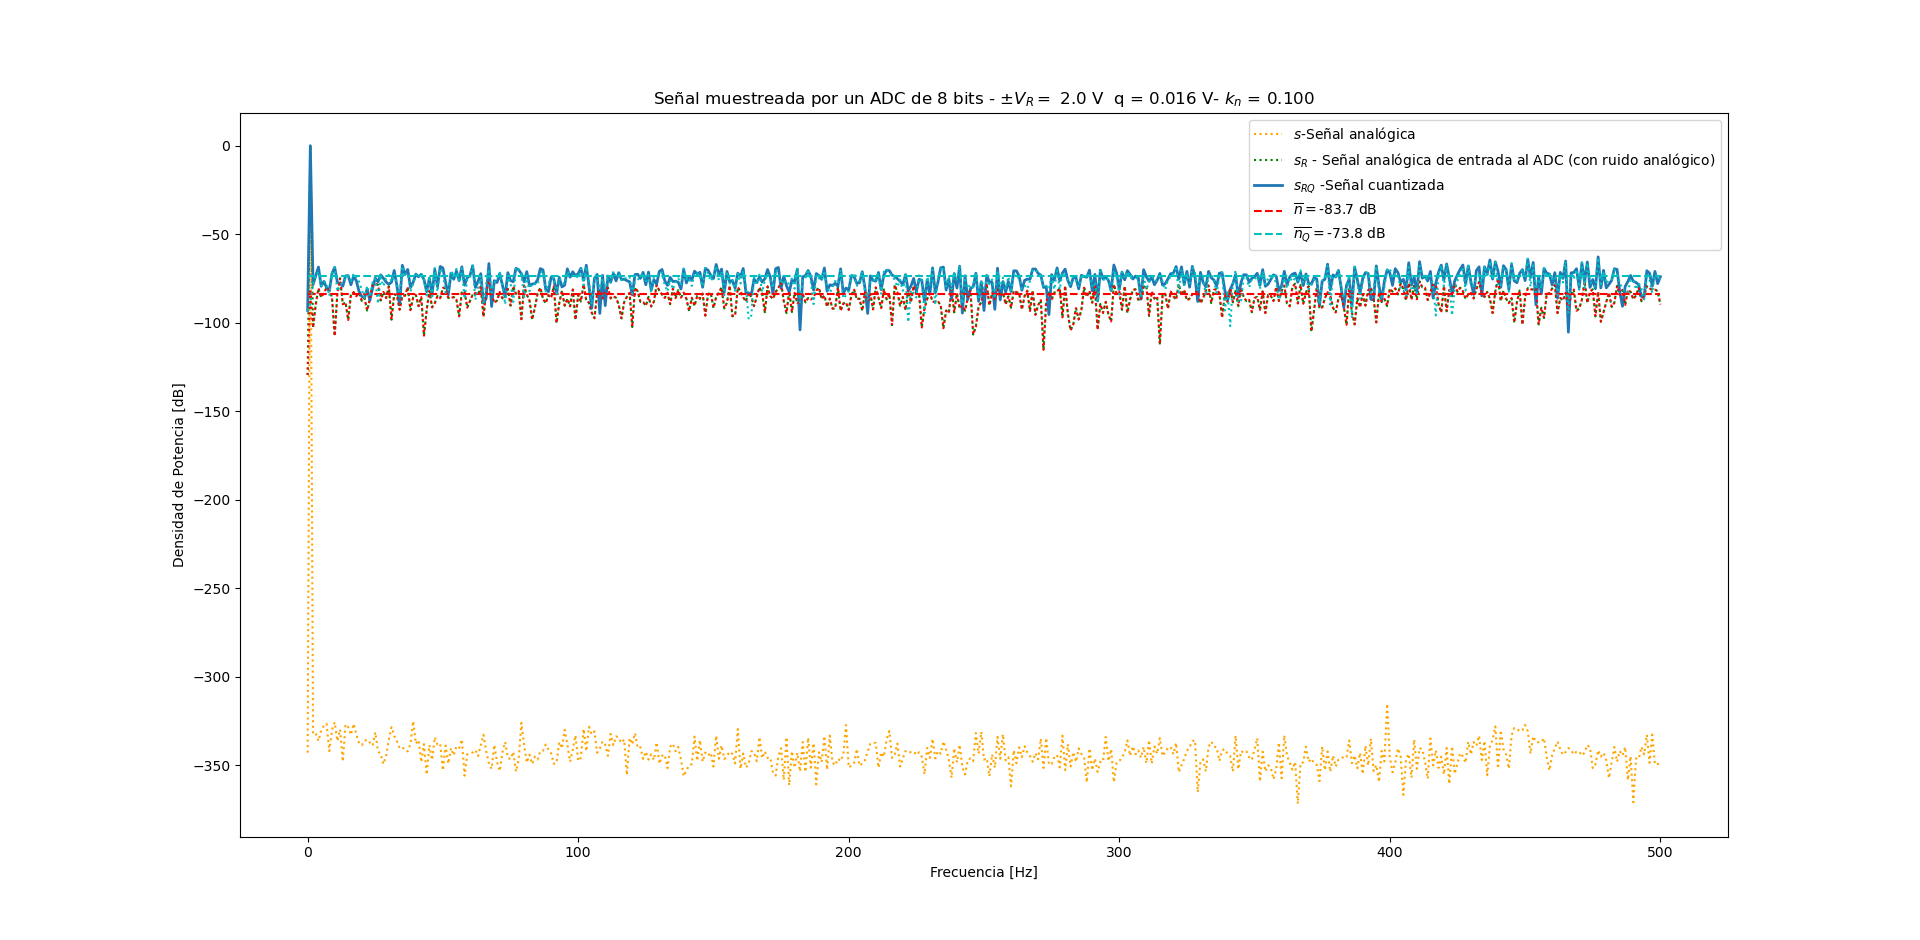 Señal muestreada por un ADC de 8 bits - ±V_R = 2.0 V q = 0.016 V- k_n = 0.100
s-Señal analógica
s_R - Señal analógica de entrada al ADC (con ruido analógico)
s_RQ -Señal cuantizada
n̅ = -83.7 dB
n̅_Q̅ = -73.8 dB
Densidad de Potencia [dB]
0
−50
−100
−150
−200
−250
−300
−350
0
100
200
300
400
500
Frecuencia [Hz]